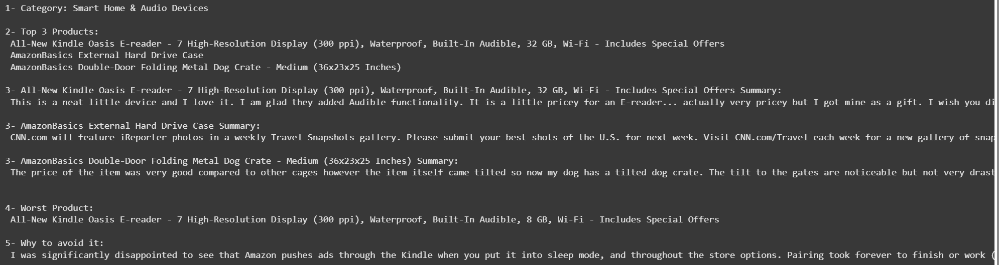 1- Category: Smart Home & Audio Devices
2- Top 3 Products:
All-New Kindle Oasis E-reader - 7 High-Resolution Display (300 ppi), Waterproof, Built-In Audible, 32 GB, Wi-Fi - Includes Special Offers
AmazonBasics External Hard Drive Case
AmazonBasics Double-Door Folding Metal Dog Crate - Medium (36x23x25 Inches)
3- All-New Kindle Oasis E-reader - 7 High-Resolution Display (300 ppi), Waterproof, Built-In Audible, 32 GB, Wi-Fi - Includes Special Offers Summary:
This is a neat little device and I love it. I am glad they added Audible functionality. It is a little pricey for an E-reader... actually very pricey but I got mine as a gift. I wish you di
3- AmazonBasics External Hard Drive Case Summary:
CNN.com will feature iReporter photos in a weekly Travel Snapshots gallery. Please submit your best shots of the U.S. for next week. Visit CNN.com/Travel each week for a new gallery of snap
3- AmazonBasics Double-Door Folding Metal Dog Crate - Medium (36x23x25 Inches) Summary:
The price of the item was very good compared to other cages however the item itself came tilted so now my dog has a tilted dog crate. The tilt to the gates are noticeable but not very drast
4- Worst Product:
All-New Kindle Oasis E-reader - 7 High-Resolution Display (300 ppi), Waterproof, Built-In Audible, 8 GB, Wi-Fi - Includes Special Offers
5- Why to avoid it:
I was significantly disappointed to see that Amazon pushes ads through the Kindle when you put it into sleep mode, and throughout the store options. Pairing took forever to finish or work (